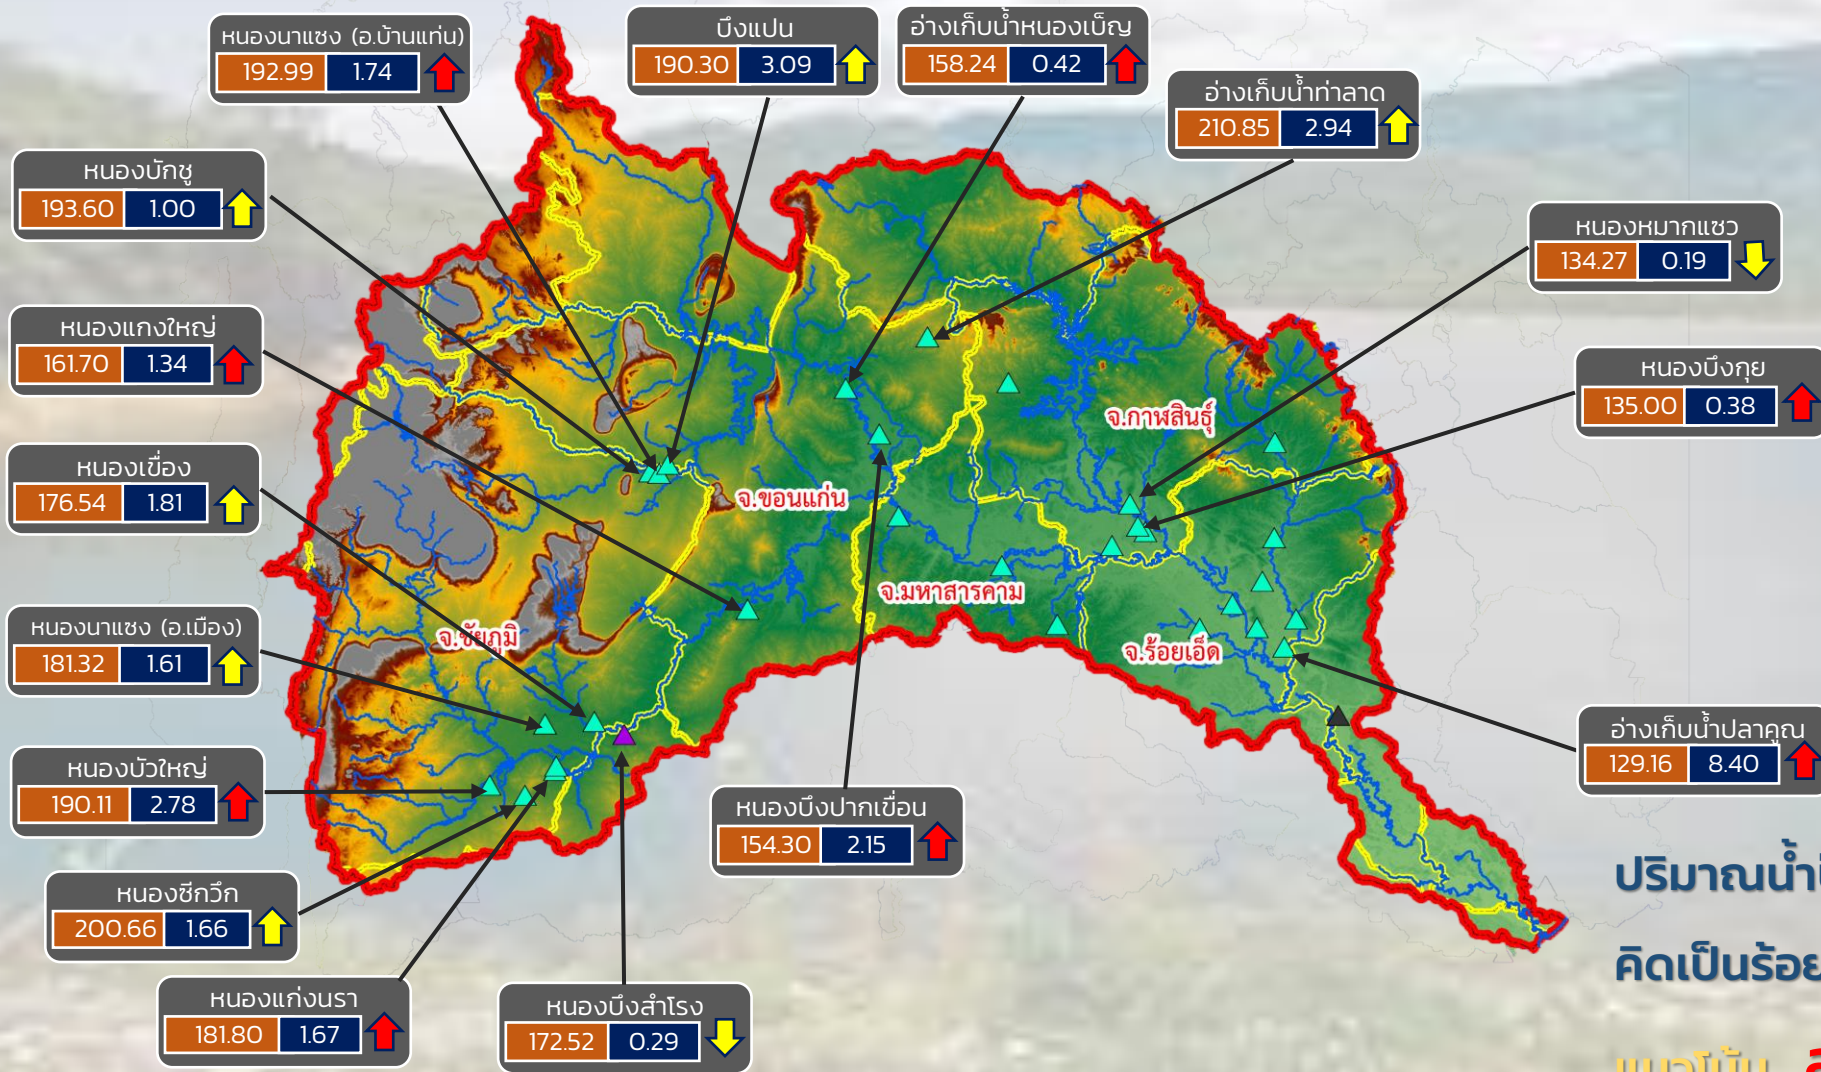 หนองนาแซง (อ.บ้านแท่น)
192.99 1.74
บึงแปน
190.30 3.09
อ่างเก็บน้ำหนองเบ็ญ
158.24 0.42
อ่างเก็บน้ำท่าลาด
210.85 2.94
หนองบักซู
193.60 1.00
หนองหมากแซว
134.27 0.19
หนองแกงใหญ่
161.70 1.34
หนองบึงกุย
135.00 0.38
จ.กาฬสินธุ์
หนองเขื่อง
176.54 1.81
จ.ขอนแก่น
จ.มหาสารคาม
หนองนาแซง (อ.เมือง)
181.32 1.61
จ.ชัยภูมิ
จ.ร้อยเอ็ด
อ่างเก็บน้ำปลาคูณ
129.16 8.40
หนองบัวใหญ่
190.11 2.78
หนองบึงปากเขื่อน
154.30 2.15
ปริมาณน้ำ
หนองซีกวึก
200.66 1.66
คิดเป็นร้อย
หนองแก่งนรา
181.80 1.67
หนองบึงสำโรง
172.52 0.29
แนวโน้ม